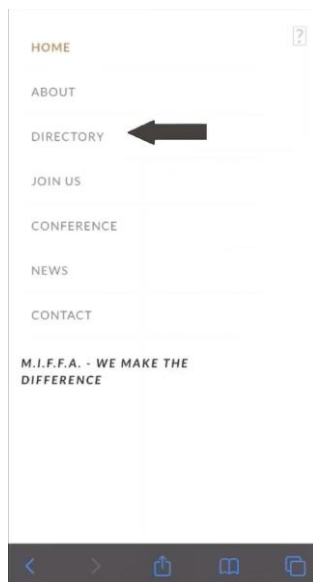 HOME
ABOUT
DIRECTORY
JOIN US
CONFERENCE
NEWS
CONTACT
M.I.F.F.A. - WE MAKE THE
DIFFERENCE